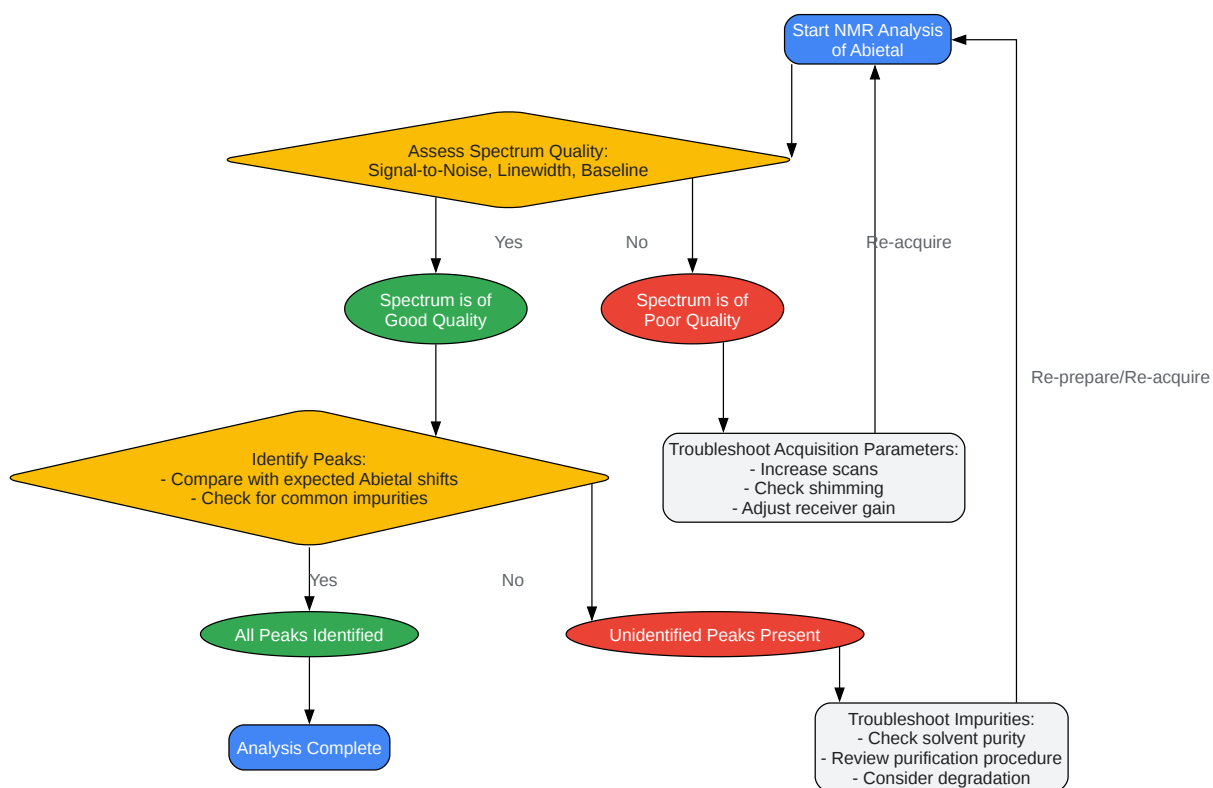 Start NMR Analysis
of Abietal
Assess Spectrum Quality:
Signal-to-Noise, Linewidth, Baseline
Yes
No
Re-acquire
Spectrum is of
Good Quality
Spectrum is of
Poor Quality
Re-prepare/Re-acquire
Identify Peaks:
- Compare with expected Abietal shifts
- Check for common impurities
Troubleshoot Acquisition Parameters:
- Increase scans
- Check shimming
- Adjust receiver gain
Yes
No
All Peaks Identified
Unidentified Peaks Present
Analysis Complete
Troubleshoot Impurities:
- Check solvent purity
- Review purification procedure
- Consider degradation